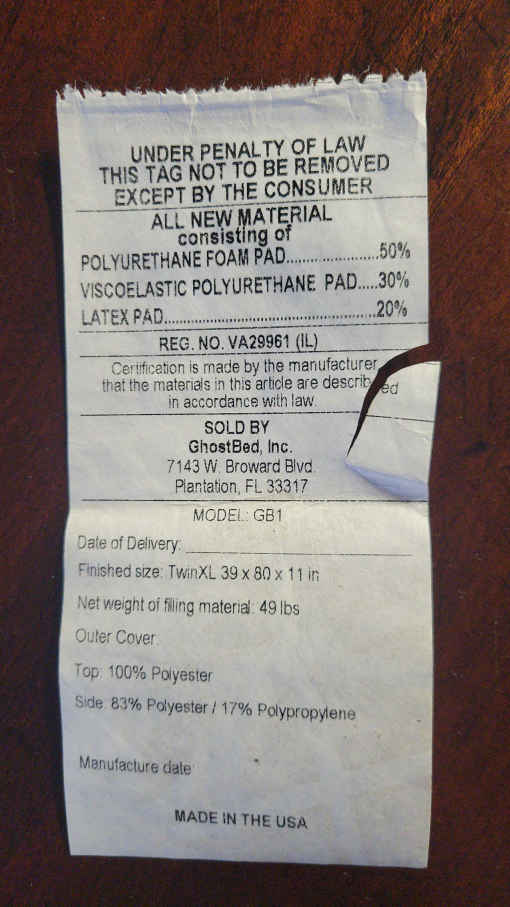 UNDER PENALTY OF LAW
THIS TAG NOT TO BE REMOVED
EXCEPT BY THE CONSUMER
ALL NEW MATERIAL
consisting of
POLYURETHANE FOAM PAD......................50%
VISCOELASTIC POLYURETHANE PAD.....30%
LATEX PAD..................................................20%
REG. NO. VA29961 (IL)
Certification is made by the manufacturer
that the materials in this article are described
in accordance with law.
SOLD BY
GhostBed, Inc.
7143 W. Broward Blvd.
Plantation, FL 33317
MODEL: GB1
Date of Delivery: ______________________________
Finished size: TwinXL 39 x 80 x 11 in
Net weight of filling material: 49 lbs
Outer Cover:
Top: 100% Polyester
Side: 83% Polyester / 17% Polypropylene
Manufacture date:
MADE IN THE USA